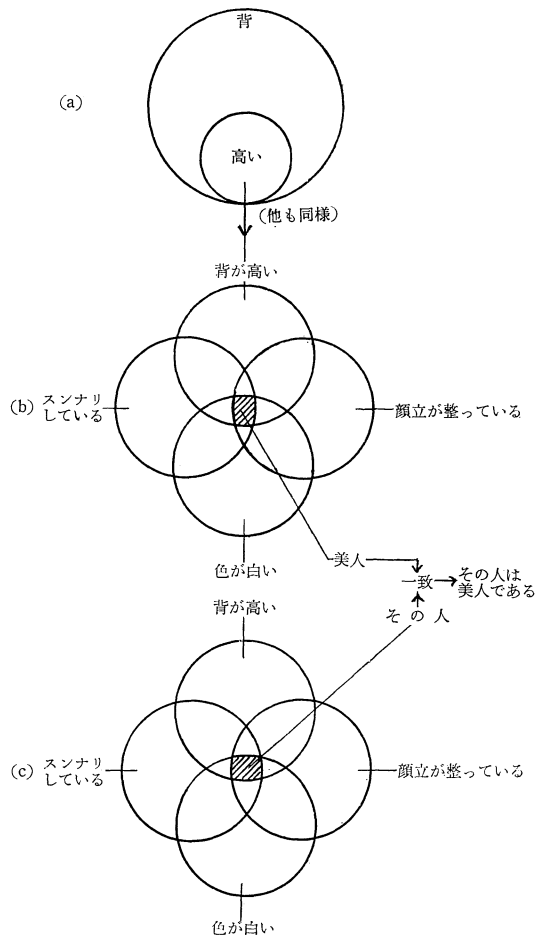 背
(a)
高い
(他も同様)
背が高い
(b)
スンナリ
している
顔立が整っている
色が白い
美人
一致
その人は
美人である
その人
背が高い
(c)
スンナリ
している
顔立が整っている
色が白い